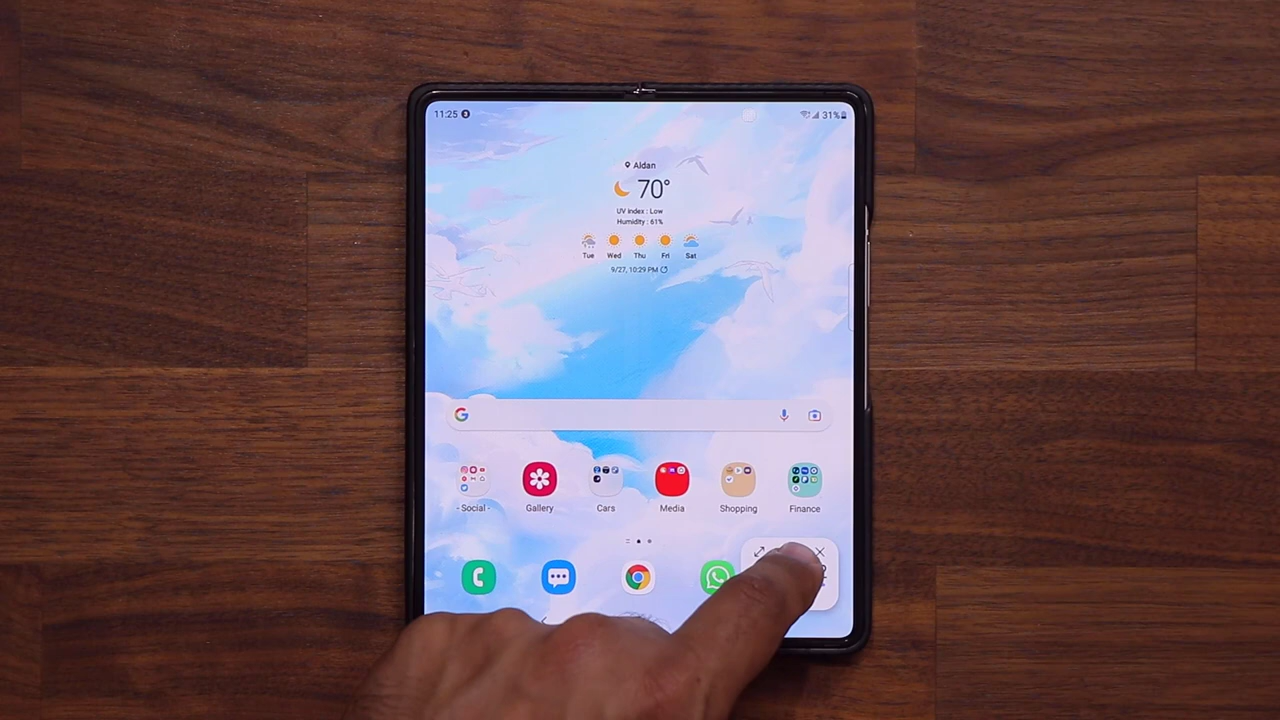 11:25 3
31%
Aldan
70°
UV index : Low
Humidity : 61%
Tue Wed Thu Fri Sat
9/27, 10:29 PM
- Social - Gallery Cars Media Shopping Finance